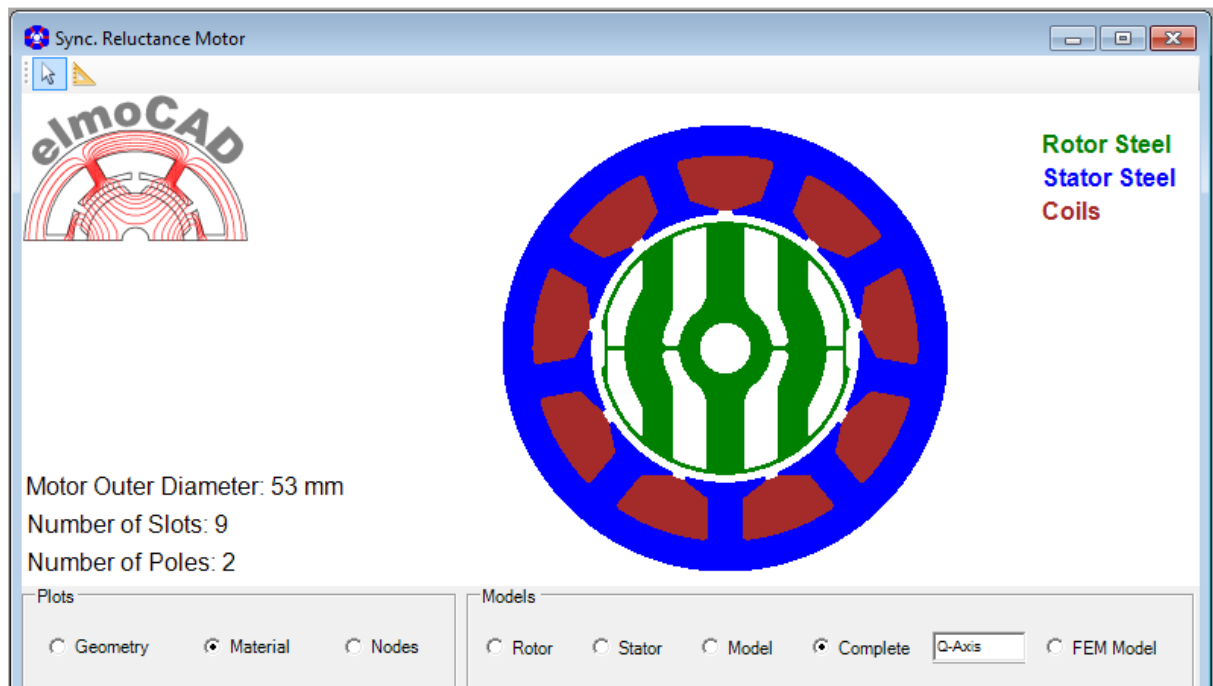 Sync. Reluctance Motor
elmoCAD
Rotor Steel
Stator Steel
Coils
Motor Outer Diameter: 53 mm
Number of Slots: 9
Number of Poles: 2
Plots
Geometry Material Nodes
Models
Rotor Stator Model Complete Q-Axis FEM Model